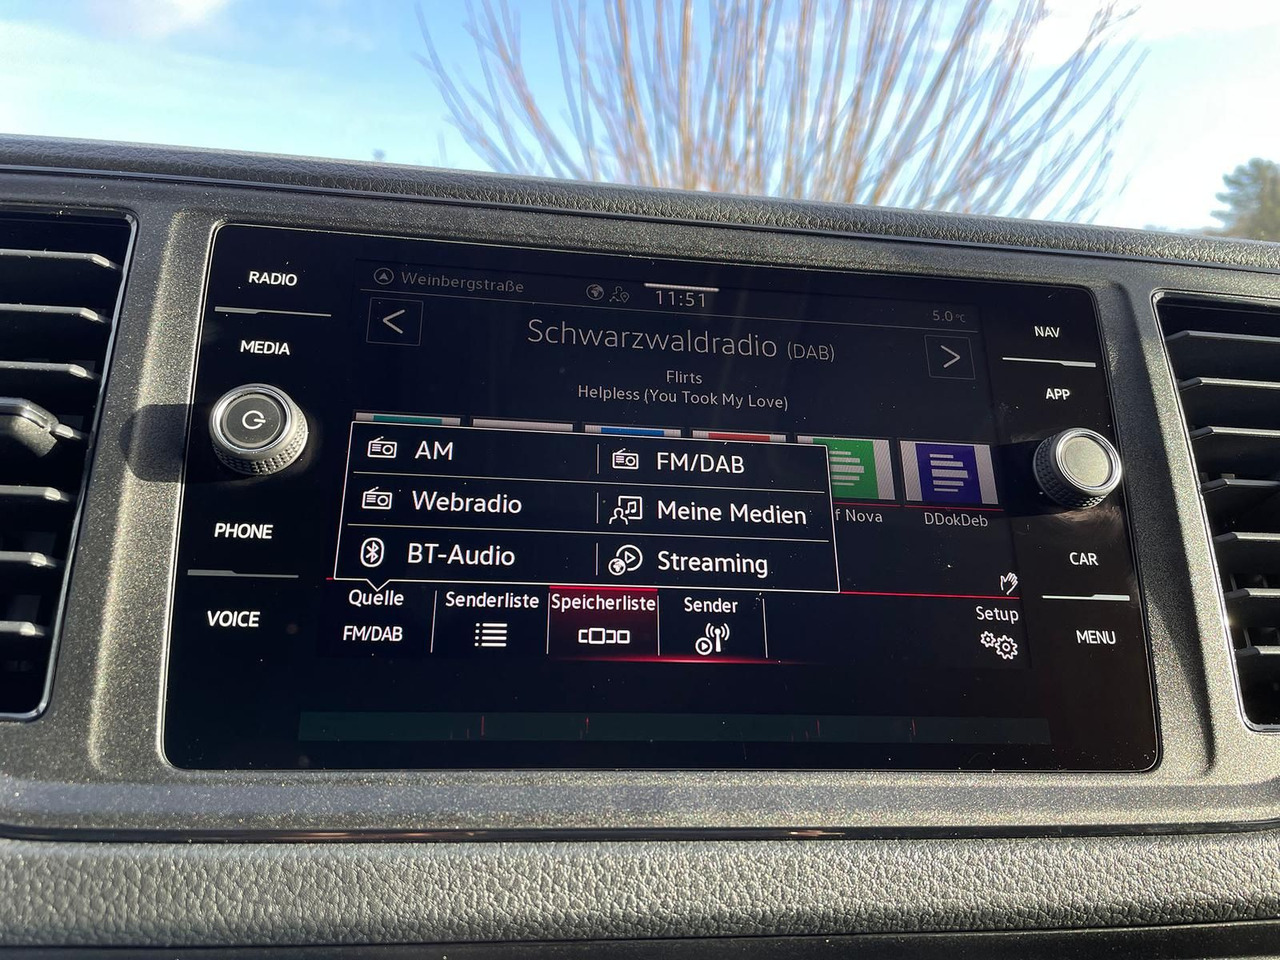 RADIO
MEDIA
PHONE
VOICE
Weinbergstraße
11:51
5.0°C
Schwarzwaldradio (DAB)
Flirts
Helpless (You Took My Love)
AM
FM/DAB
Webradio
Meine Medien
BT-Audio
Streaming
f Nova
DDokDeb
Quelle
FM/DAB
Senderliste
Speicherliste
Sender
Setup
NAV
APP
CAR
MENU